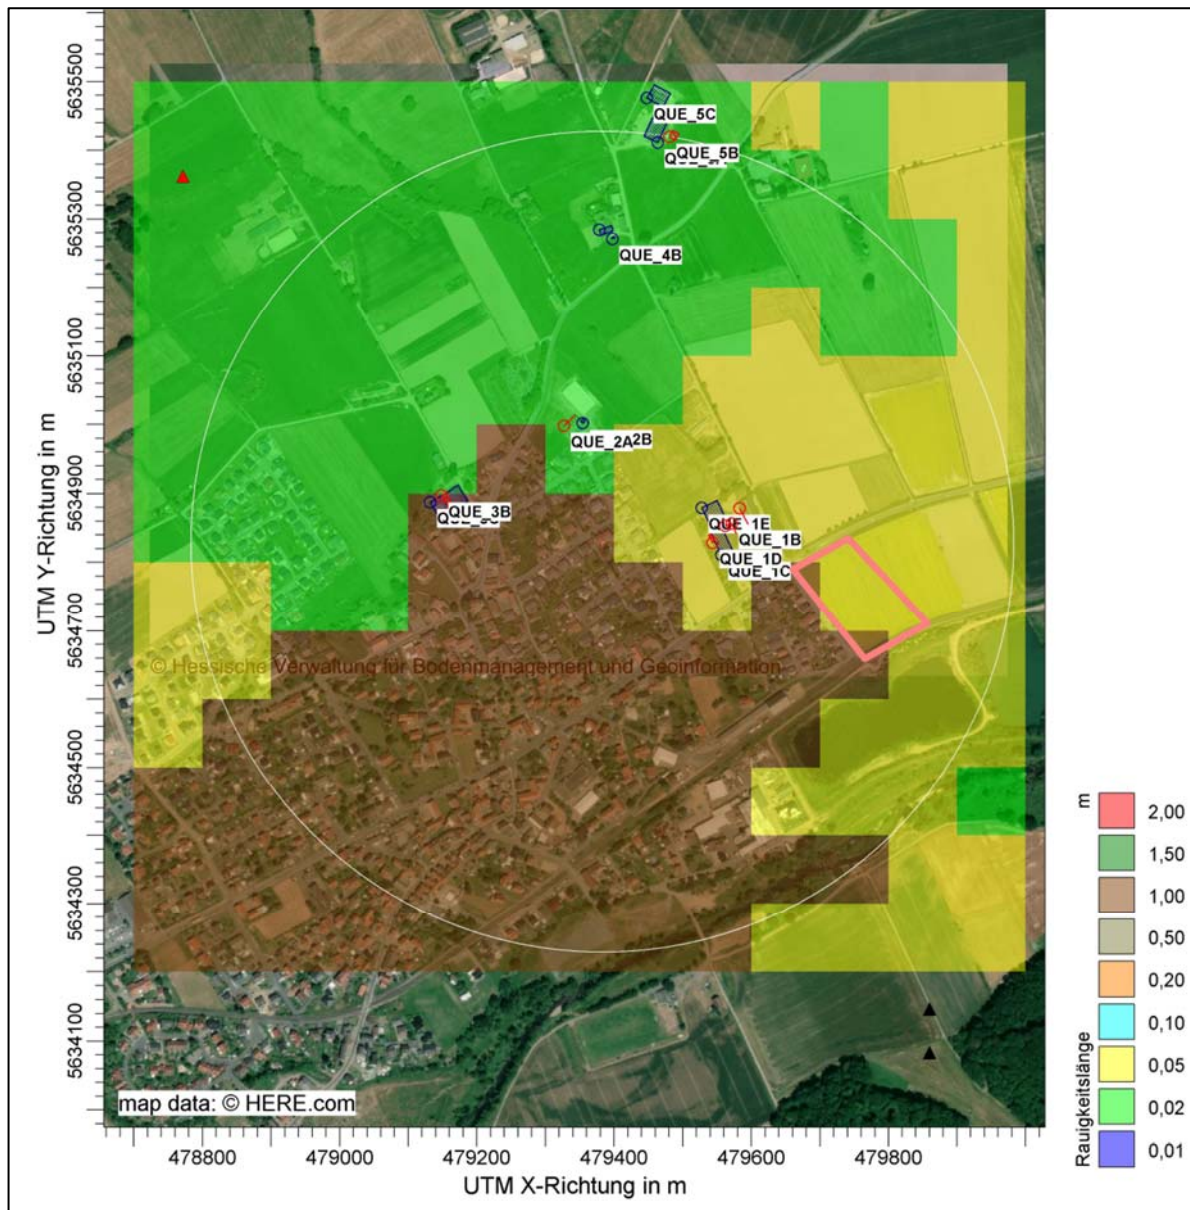 UTM Y-Richtung in m
5635500
5635300
5635100
5634900
5634700
5634500
5634300
5634100
QUE_5C
QUE_5B
QUE_4B
QUE_2A
2B
QUE_3B
QUE_1E
QUE_1B
QUE_1D
QUE_1C
© Hessische Verwaltung für Bodenmanagement und Geoinformation
map data: © HERE.com
478800
479000
479200
479400
479600
479800
UTM X-Richtung in m
Rauigkeitslänge
m
2,00
1,50
1,00
0,50
0,20
0,10
0,05
0,02
0,01